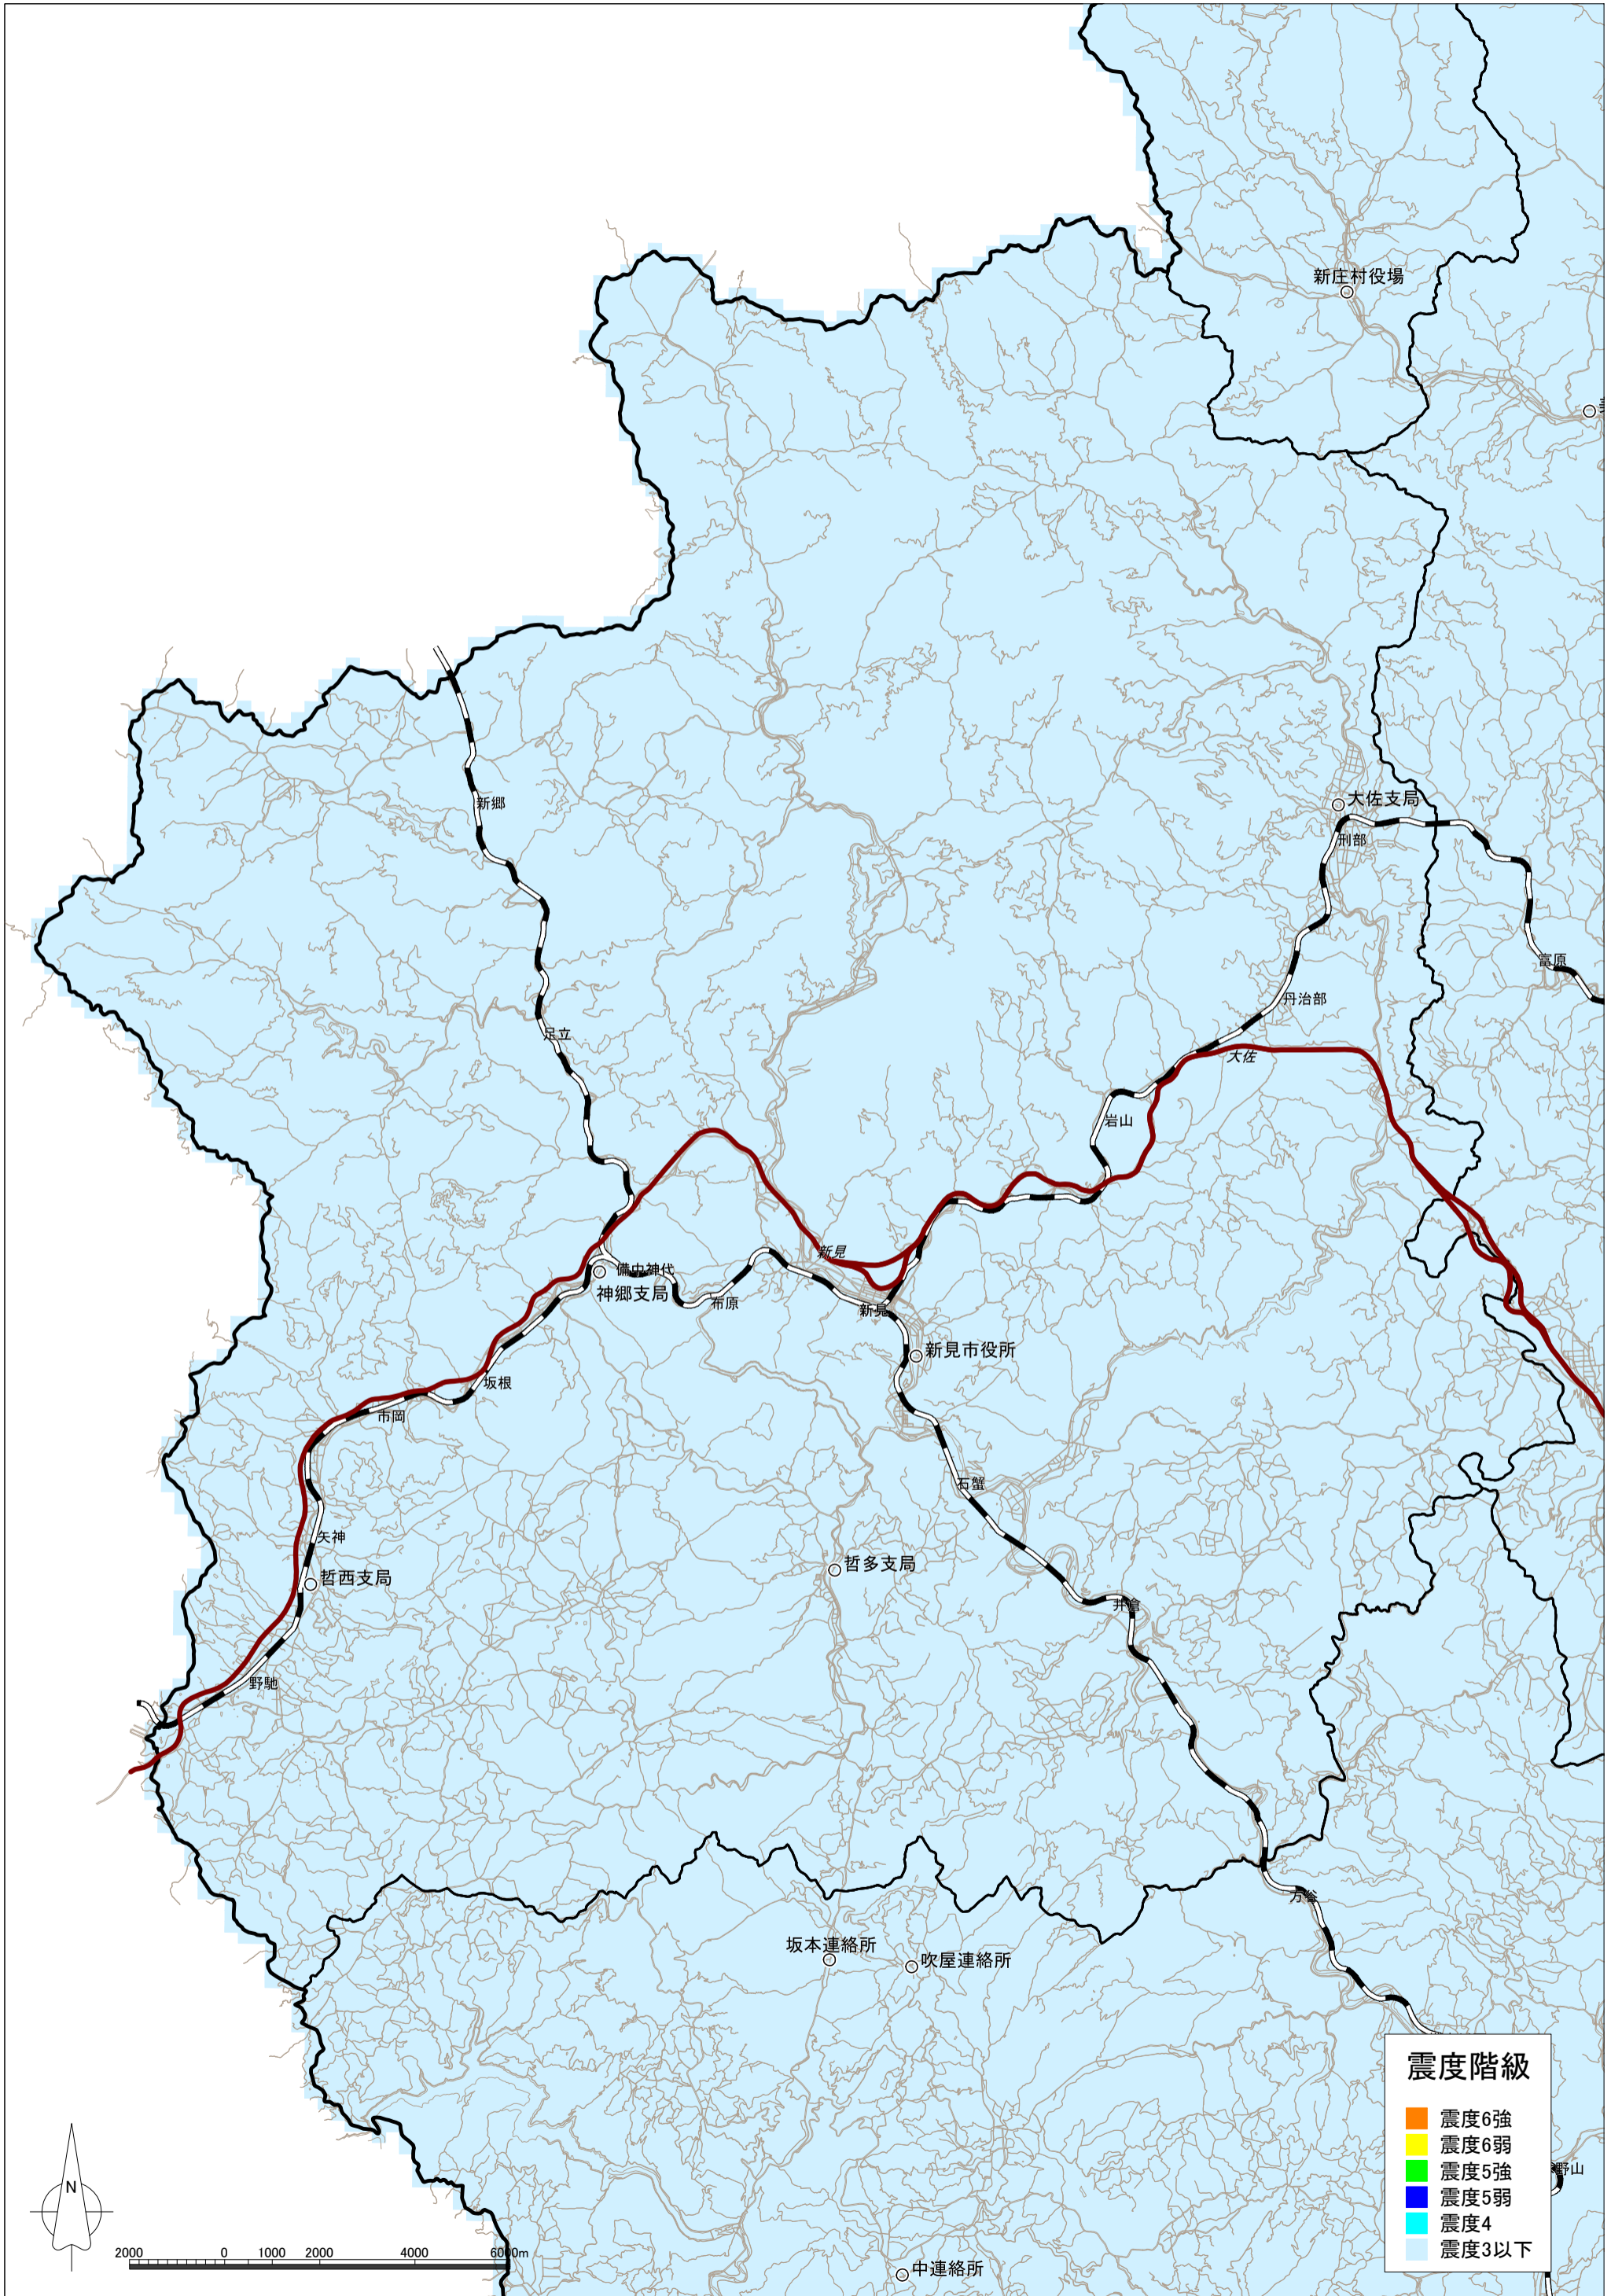 新庄村役場
新郷
大佐支局
刑部
富原
丹治部
足立
大佐
岩山
新見
備中神代
神郷支局
布原
新見
新見市役所
坂根
市岡
石蟹
矢神
哲多支局
哲西支局
井倉
野馳
方谷
坂本連絡所
吹屋連絡所
震度階級
震度6強
震度6弱
震度5強
震度5弱
震度4
震度3以下
野山
N
2000 0 1000 2000 4000 6000m
中連絡所